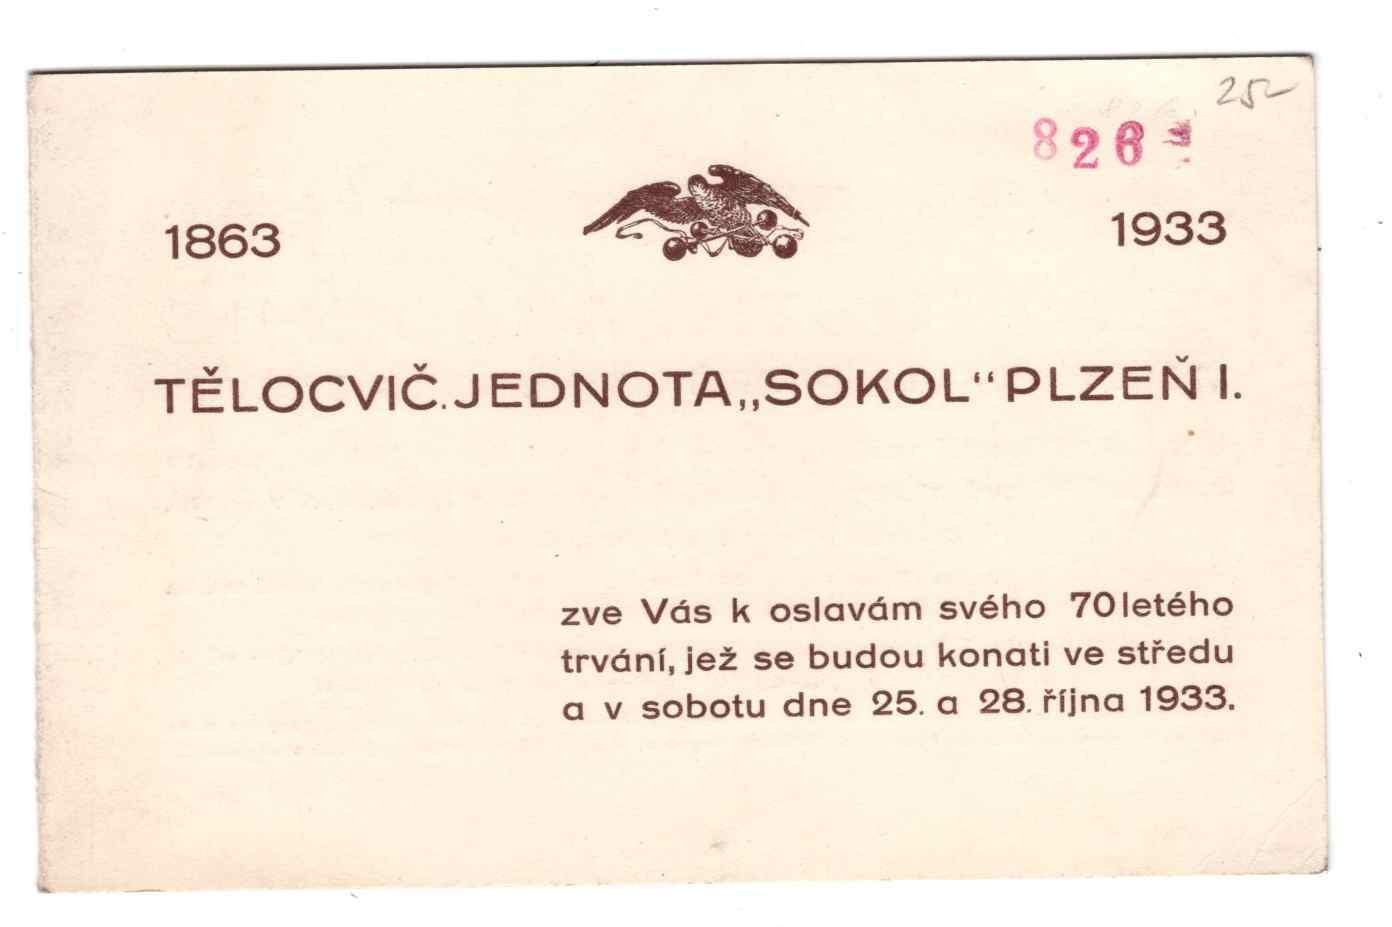 25~
826
1863 1933
TĚLOCVIČ. JEDNOTA „SOKOL“ PLZEŇ I.
zve Vás k oslavám svého 70letého
trvání, jež se budou konati ve středu
a v sobotu dne 25. a 28. října 1933.